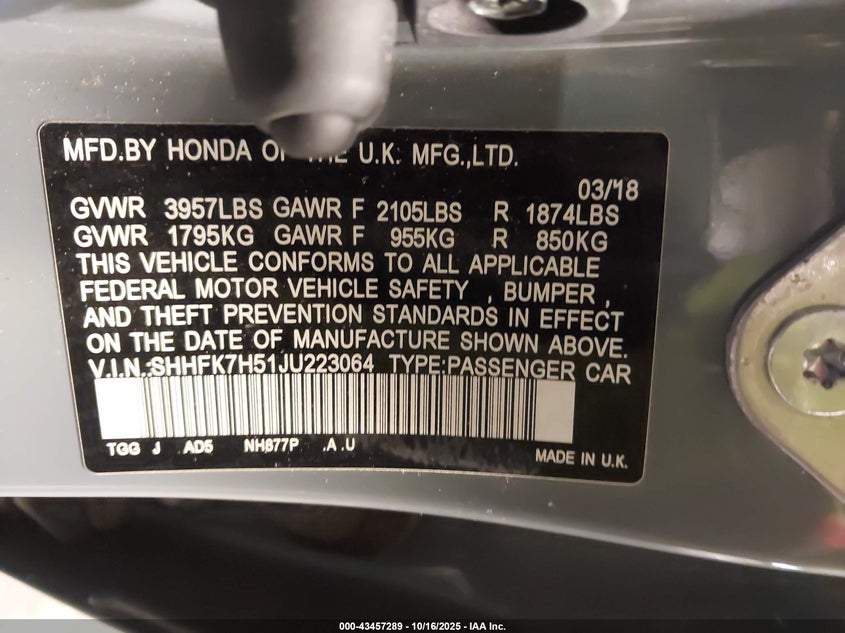 MFD.BY HONDA OF THE U.K. MFG.,LTD.
03/18
GVWR 3957LBS GAWR F 2105LBS R 1874LBS
GVWR 1795KG GAWR F 955KG R 850KG
THIS VEHICLE CONFORMS TO ALL APPLICABLE
FEDERAL MOTOR VEHICLE SAFETY , BUMPER ,
AND THEFT PREVENTION STANDARDS IN EFFECT
ON THE DATE OF MANUFACTURE SHOWN ABOVE.
V.I.N.:SHHFK7H51JU223064 TYPE:PASSENGER CAR
TGG J AD5 NH877P .A .U
MADE IN U.K.
000-43457289 - 10/16/2025 - IAA Inc.